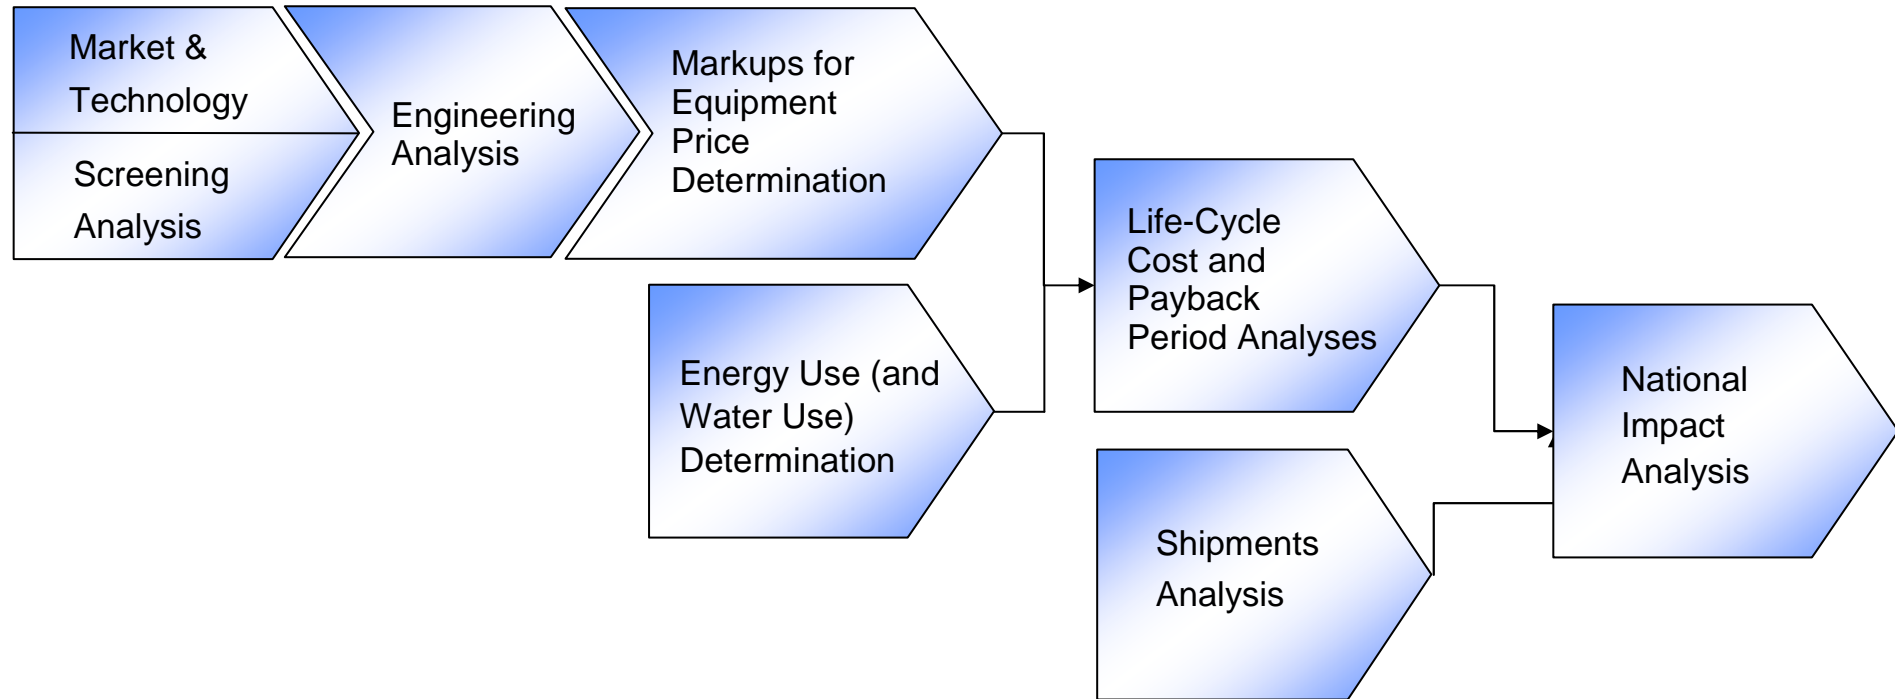 Market &
Technology
Screening
Analysis
Engineering
Analysis
Markups for
Equipment
Price
Determination
Energy Use (and
Water Use)
Determination
Life-Cycle
Cost and
Payback
Period Analyses
Shipments
Analysis
National
Impact
Analysis